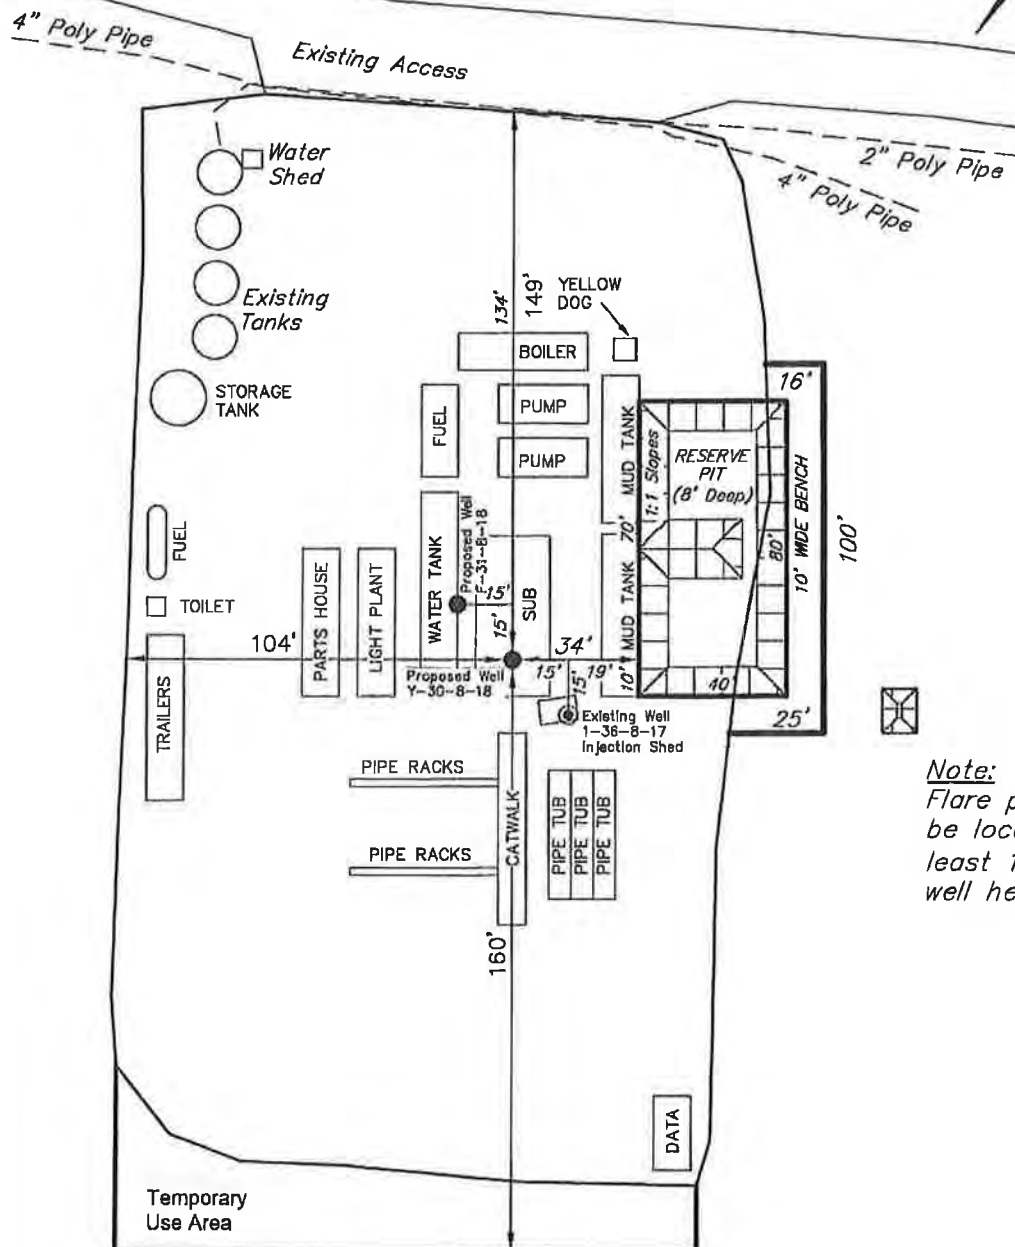 4" Poly Pipe
Existing Access
2" Poly Pipe
4" Poly Pipe
Water
Shed
Existing
Tanks
STORAGE
TANK
134'
149'
YELLOW
DOG
BOILER
PUMP
PUMP
FUEL
MUD TANK
1:1 Slopes
RESERVE
PIT
(8' Deep)
16'
10' WIDE BENCH
80'
100'
70'
FUEL
TOILET
TRAILERS
104'
PARTS HOUSE
LIGHT PLANT
WATER TANK
Proposed Well
F-31-8-18
15'
15'
SUB
MUD TANK
34'
15'
19'
15'
10'
40'
25'
Proposed Well
Y-30-8-18
Existing Well
1-36-8-17
Injection Shed
PIPE RACKS
PIPE RACKS
CATWALK
PIPE TUB
PIPE TUB
PIPE TUB
160'
Note:
Flare p
be loc
least 1
well he
DATA
Temporary
Use Area